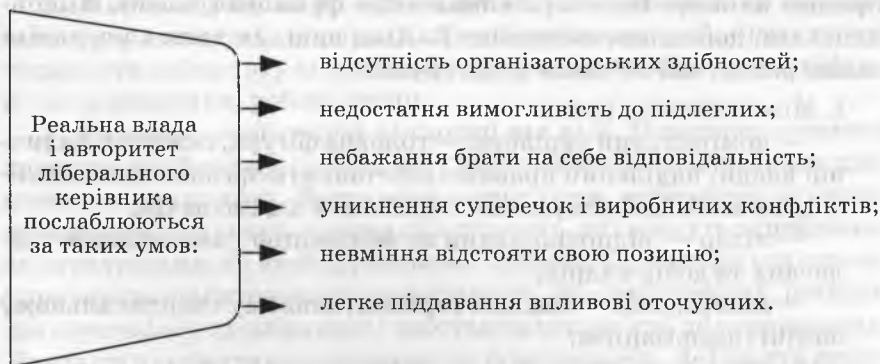 Реальна влада
і авторитет
ліберального
керівника
послаблюються
за таких умов:
відсутність організаторських здібностей;
недостатня вимогливість до підлеглих;
небажання брати на себе відповідальність;
уникнення суперечок і виробничих конфліктів;
невміння відстояти свою позицію;
легке піддавання впливові оточуючих.